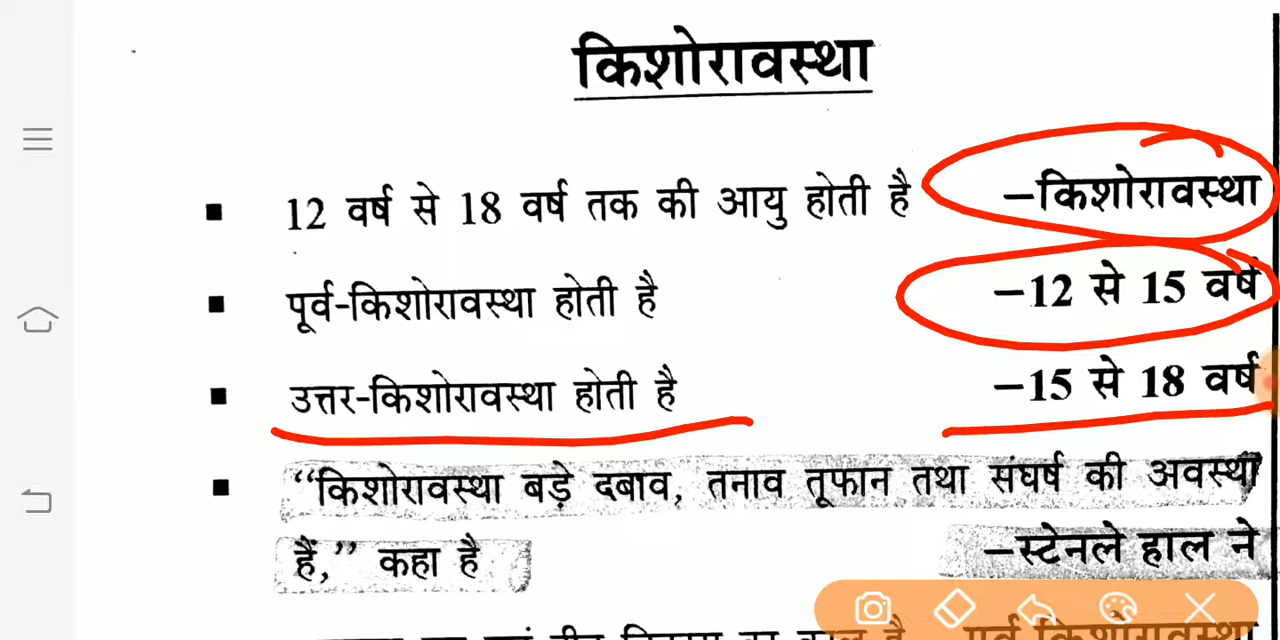 किशोरावस्था
12 वर्ष से 18 वर्ष तक की आयु होती है –किशोरावस्था
पूर्व-किशोरावस्था होती है –12 से 15 वर्ष
उत्तर-किशोरावस्था होती है –15 से 18 वर्ष
“किशोरावस्था बड़े दबाव, तनाव तूफान तथा संघर्ष की अवस्था
हैं,” कहा है –स्टेनले हाल ने
पूर्व किशोरावस्था